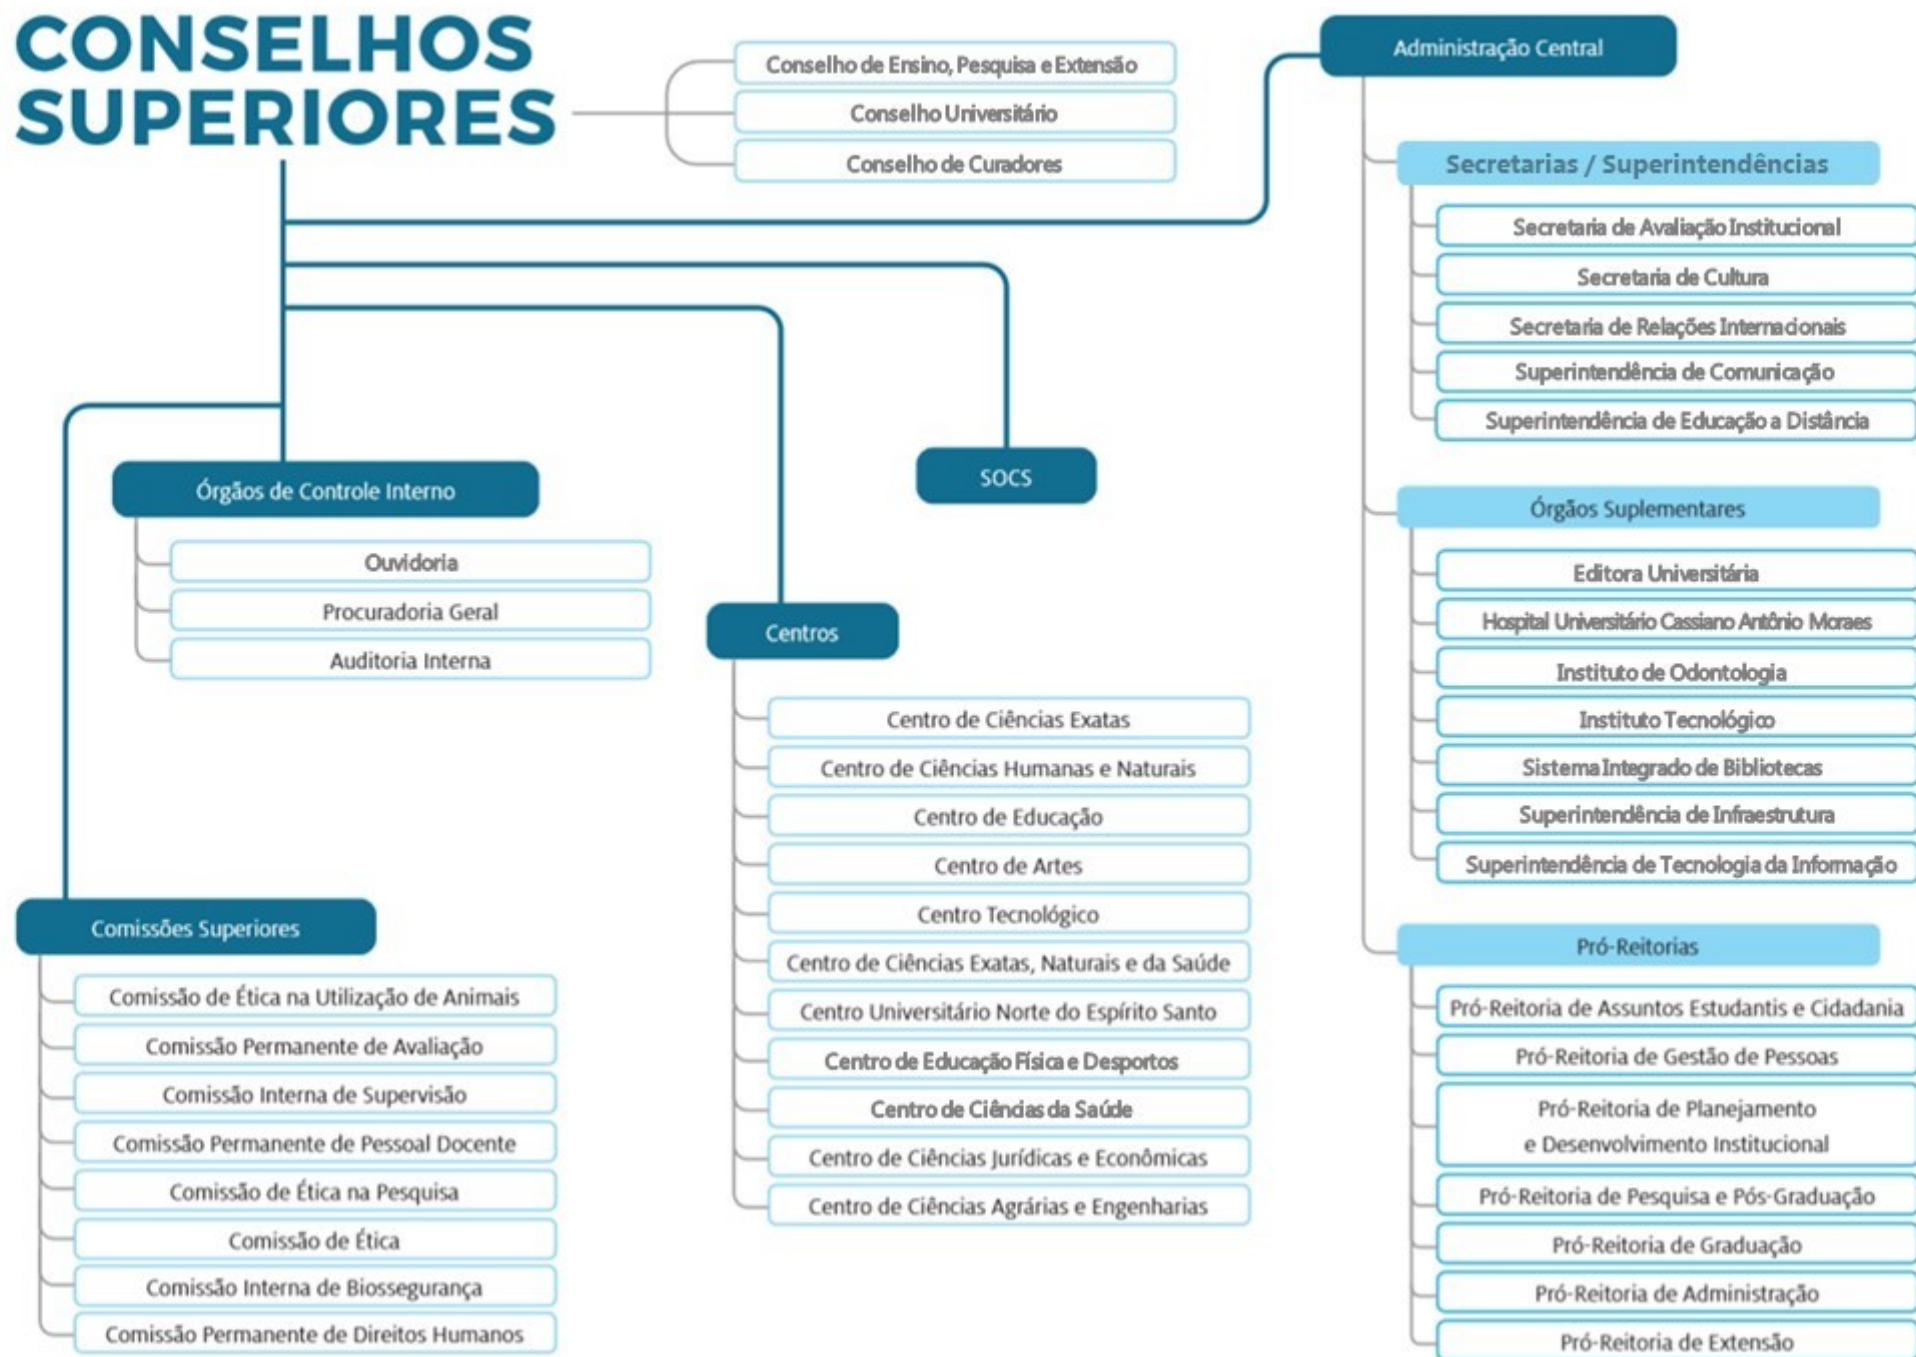 CONSELHOS
SUPERIORES
Conselho de Ensino, Pesquisa e Extensão
Conselho Universitário
Conselho de Curadores
Administração Central
Secretarias / Superintendências
Secretaria de Avaliação Institucional
Secretaria de Cultura
Secretaria de Relações Internacionais
Superintendência de Comunicação
Superintendência de Educação a Distância
Órgãos Suplementares
Editora Universitária
Hospital Universitário Cassiano Antônio Moraes
Instituto de Odontologia
Instituto Tecnológico
Sistema Integrado de Bibliotecas
Superintendência de Infraestrutura
Superintendência de Tecnologia da Informação
Pró-Reitorias
Pró-Reitoria de Assuntos Estudantis e Cidadania
Pró-Reitoria de Gestão de Pessoas
Pró-Reitoria de Planejamento
e Desenvolvimento Institucional
Pró-Reitoria de Pesquisa e Pós-Graduação
Pró-Reitoria de Graduação
Pró-Reitoria de Administração
Pró-Reitoria de Extensão
SOCS
Órgãos de Controle Interno
Ouvidoria
Procuradoria Geral
Auditoria Interna
Centros
Centro de Ciências Exatas
Centro de Ciências Humanas e Naturais
Centro de Educação
Centro de Artes
Centro Tecnológico
Centro de Ciências Exatas, Naturais e da Saúde
Centro Universitário Norte do Espírito Santo
Centro de Educação Física e Desportos
Centro de Ciências da Saúde
Centro de Ciências Jurídicas e Econômicas
Centro de Ciências Agrárias e Engenharias
Comissões Superiores
Comissão de Ética na Utilização de Animais
Comissão Permanente de Avaliação
Comissão Interna de Supervisão
Comissão Permanente de Pessoal Docente
Comissão de Ética na Pesquisa
Comissão de Ética
Comissão Interna de Biossegurança
Comissão Permanente de Direitos Humanos